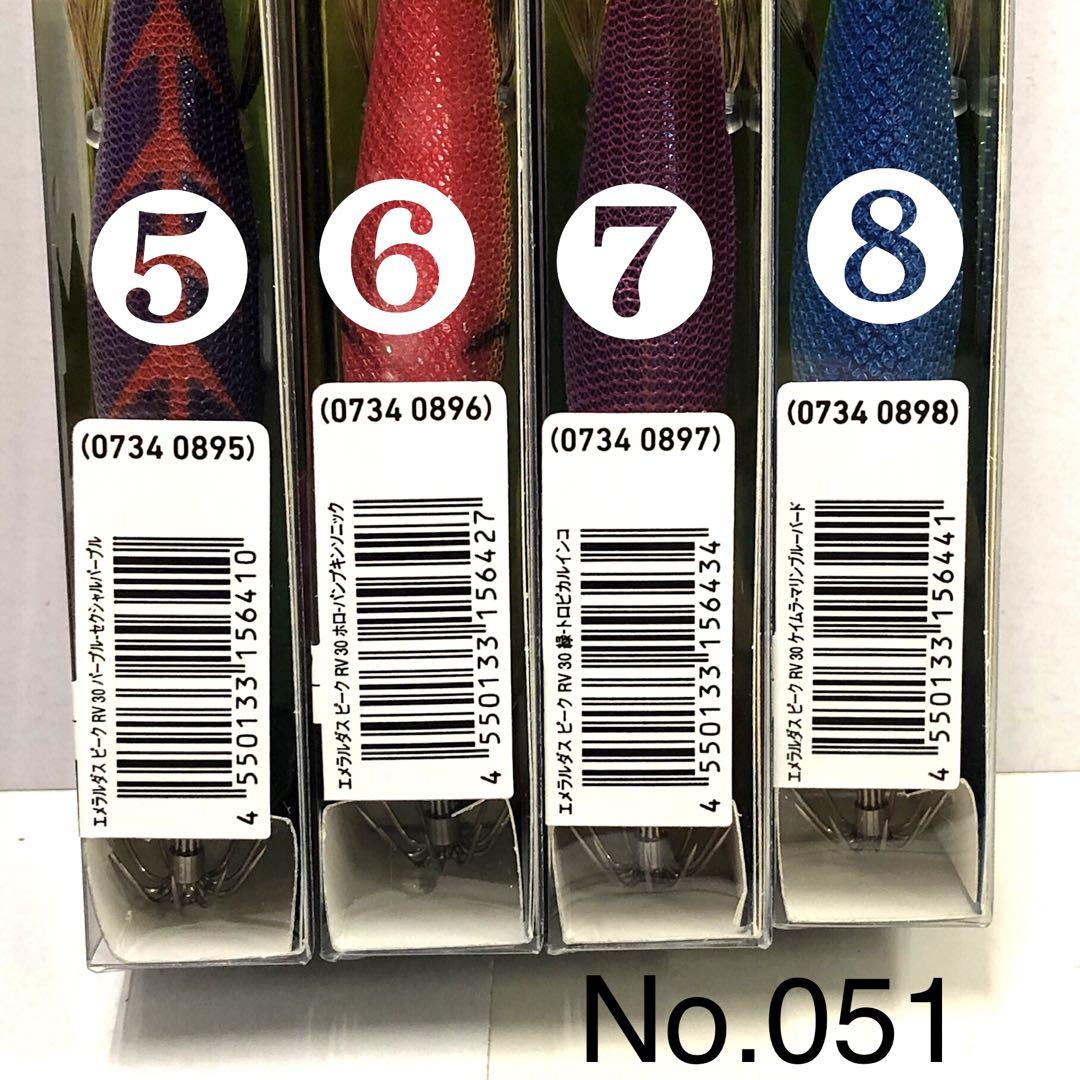 5
6
7
8
(0734 0895)
エメラルダス ピーク RV 30 パープル-セクシャルパープル
4 550133 156410
(0734 0896)
エメラルダス ピーク RV 30 ホロ-パンプキンソニック
4 550133 156427
(0734 0897)
エメラルダス ピーク RV 30 緑-トロピカルインコ
4 550133 156434
(0734 0898)
エメラルダス ピーク RV 30 ケイムラ-マリンブルーバード
4 550133 156441
No.051